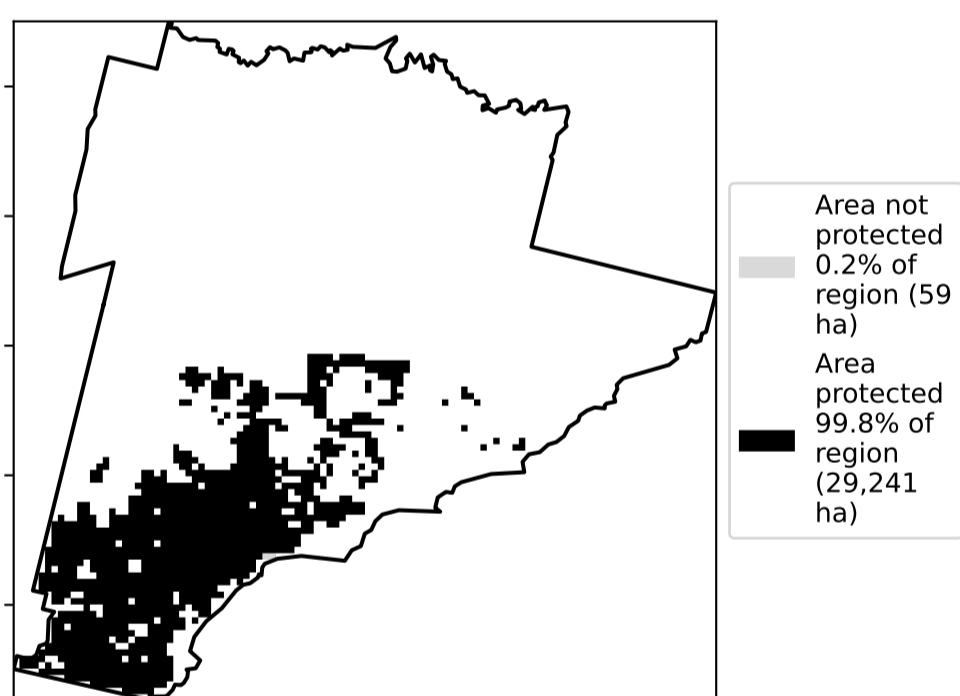 Area not
protected
0.2% of
region (59
ha)
Area
protected
99.8% of
region
(29,241
ha)